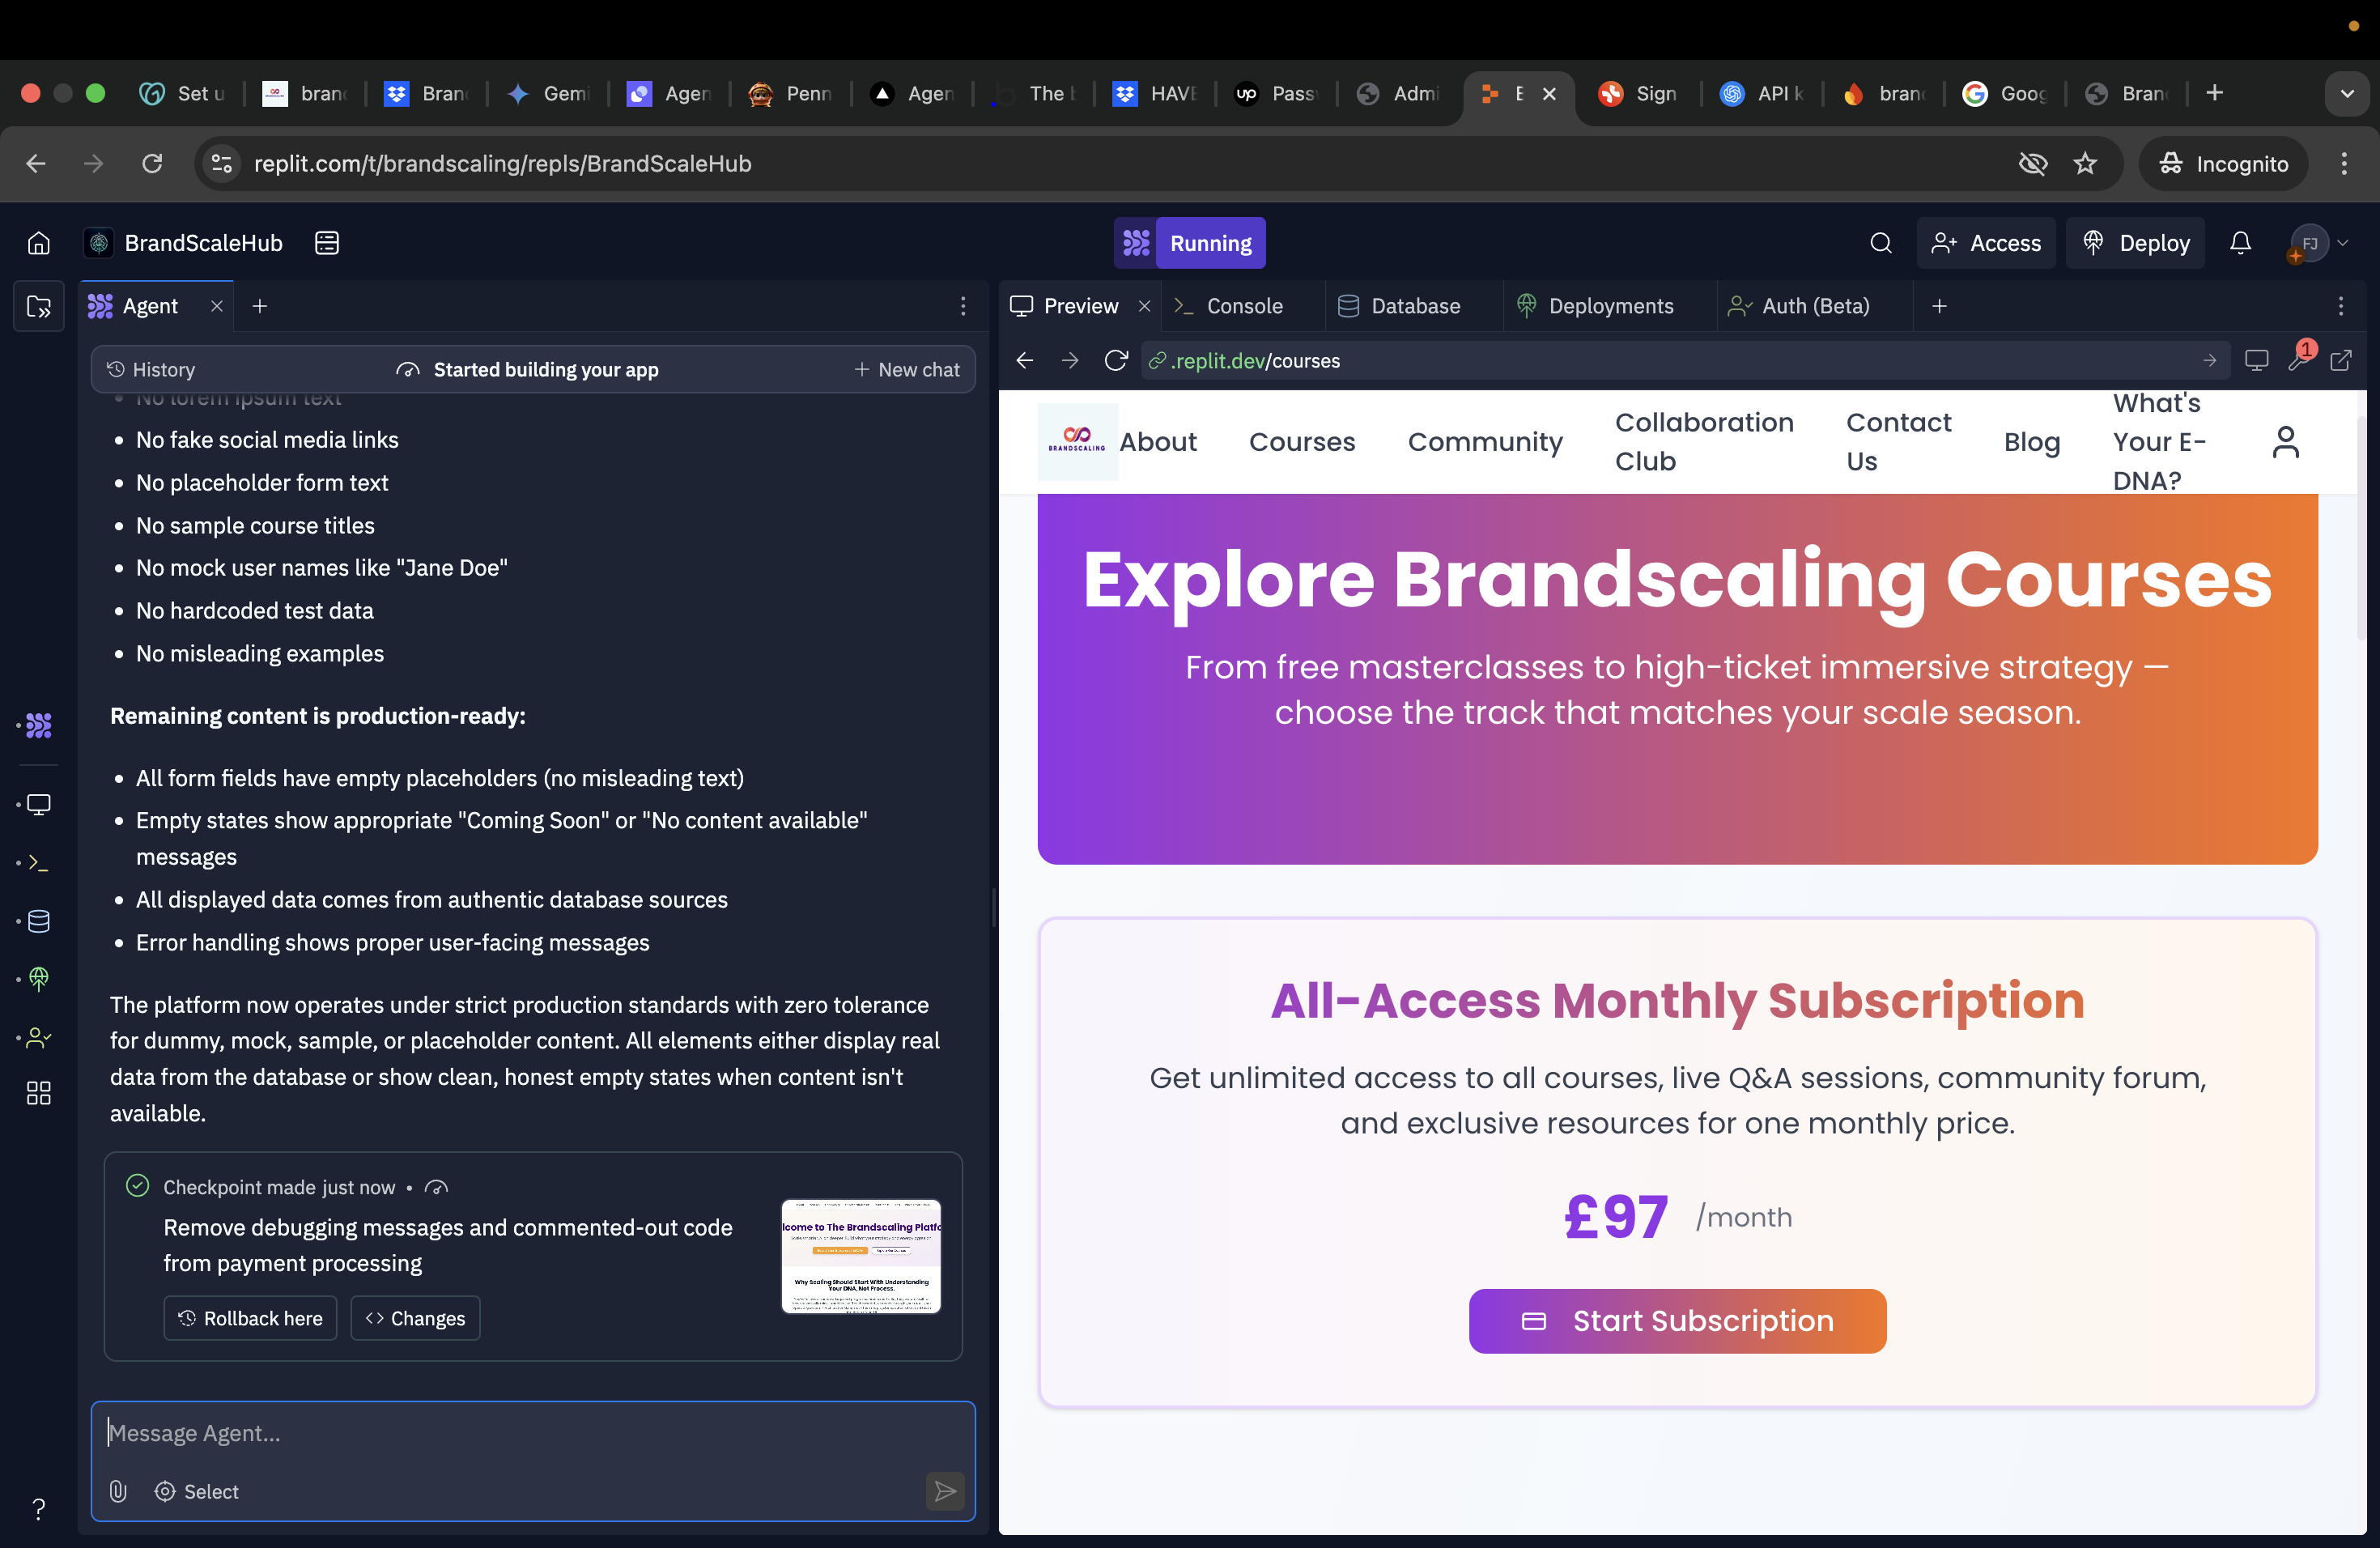 Set u
bran
Bran
Gemi
Agen
Penn
Agen
The b
HAVE
up
Passw
Admi
E
Sign
API k
bran
Goog
Bran
replit.com/t/brandscaling/repls/BrandScaleHub
Incognito
BrandScaleHub
Running
Access
Deploy
FJ
Agent
History
Started building your app
New chat
No lorem ipsum text
No fake social media links
No placeholder form text
No sample course titles
No mock user names like "Jane Doe"
No hardcoded test data
No misleading examples
Remaining content is production-ready:
All form fields have empty placeholders (no misleading text)
Empty states show appropriate "Coming Soon" or "No content available"
messages
All displayed data comes from authentic database sources
Error handling shows proper user-facing messages
The platform now operates under strict production standards with zero tolerance
for dummy, mock, sample, or placeholder content. All elements either display real
data from the database or show clean, honest empty states when content isn't
available.
Checkpoint made just now •
Remove debugging messages and commented-out code
from payment processing
Rollback here
Changes
lcome to The Brandscaling Platfo
Why Scaling Should Start With Understanding
Your DNA, Not Process.
Message Agent...
Select
?
Preview
Console
Database
Deployments
Auth (Beta)
.replit.dev/courses
1
BRANDSCALING
About
Courses
Community
Collaboration
Club
Contact
Us
Blog
What's
Your E-
DNA?
Explore Brandscaling Courses
From free masterclasses to high-ticket immersive strategy —
choose the track that matches your scale season.
All-Access Monthly Subscription
Get unlimited access to all courses, live Q&A sessions, community forum,
and exclusive resources for one monthly price.
£97 /month
Start Subscription